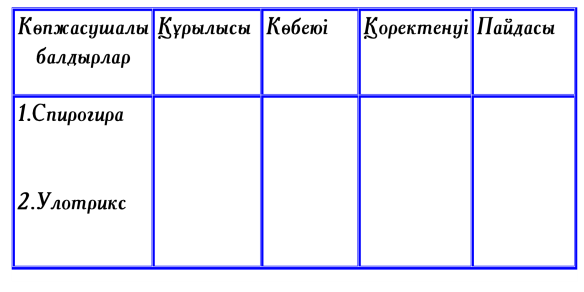 Көпжасушалы балдырлар
Құрылысы
Көбеюі
Қоректенуі
Пайдасы
1.Спирогира
2.Улотрикс